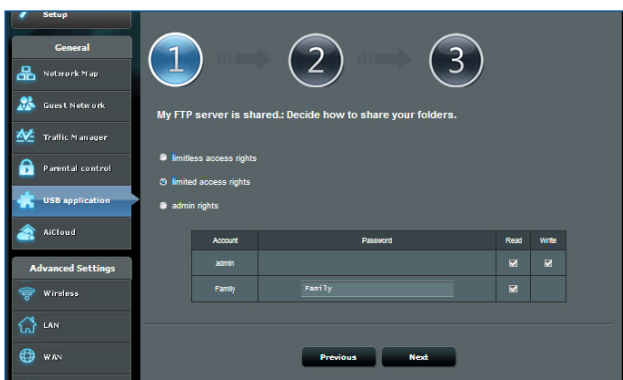 Setup
General
Network Map
Guest Network
Traffic Manager
Parental control
USB application
AiCloud
Advanced Settings
Wireless
LAN
WAN
1 2 3
My FTP server is shared.: Decide how to share your folders.
limitless access rights
limited access rights
admin rights
Account Password Read Write
admin
Family Family
Previous Next